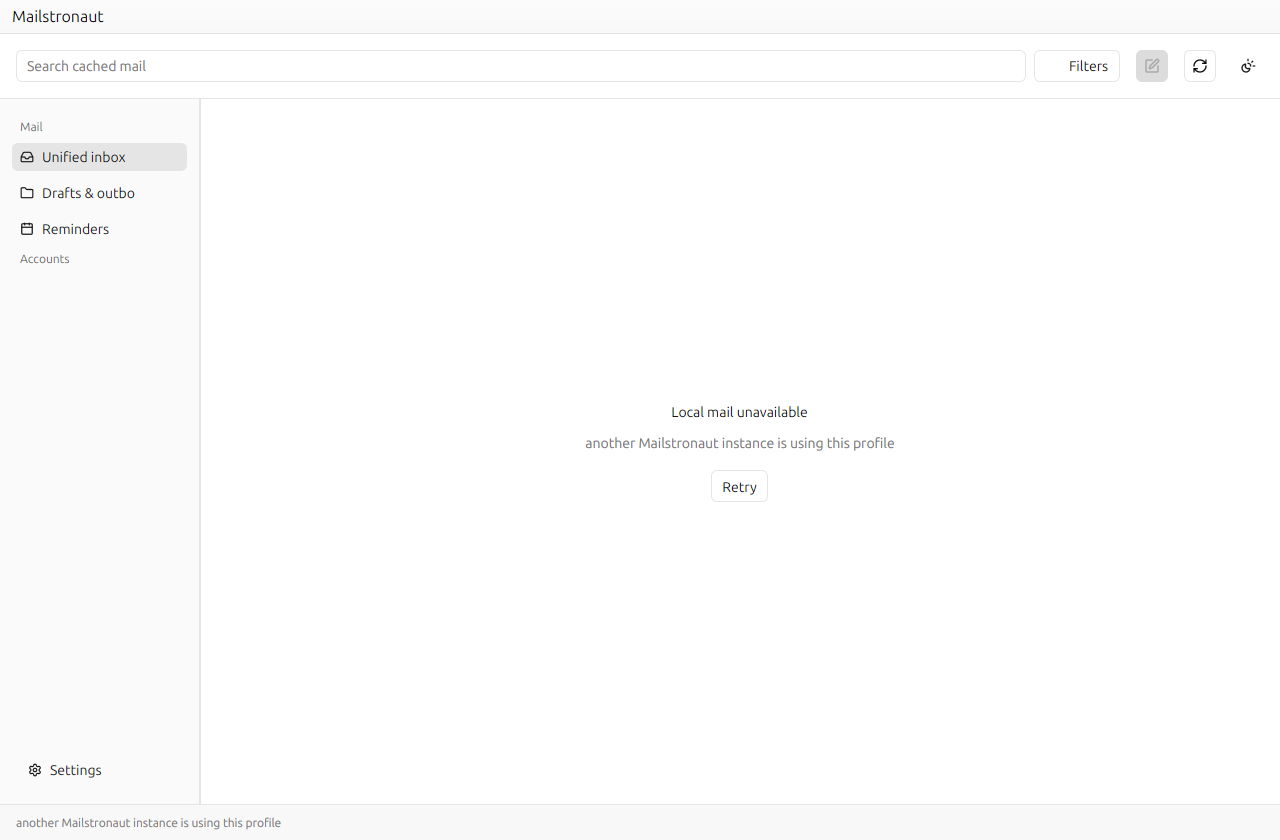 Mailstronaut
Search cached mail
Filters
Mail
Unified inbox
Drafts & outbo
Reminders
Accounts
Local mail unavailable
another Mailstronaut instance is using this profile
Retry
Settings
another Mailstronaut instance is using this profile